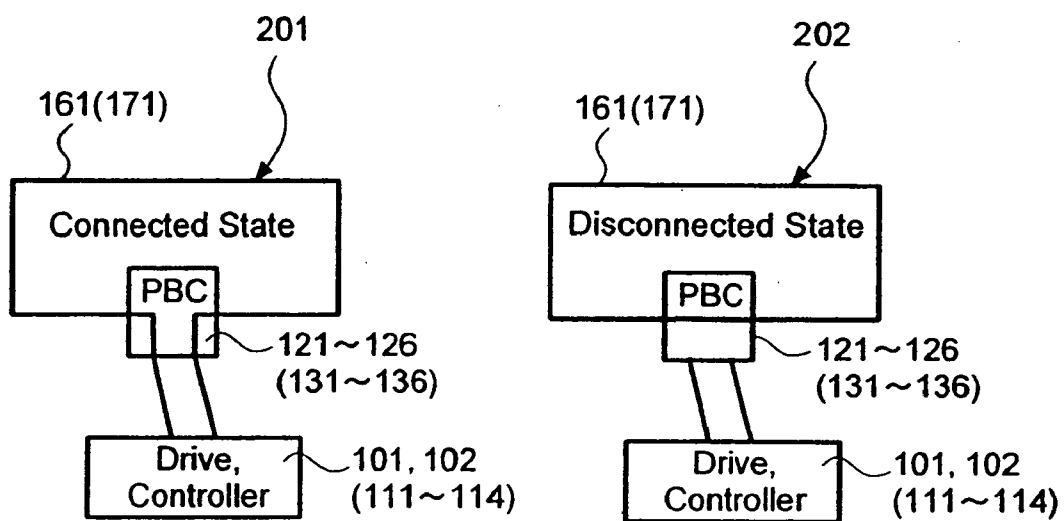 201
161(171)
Connected State
PBC
121～126
(131～136)
Drive,
Controller
101, 102
(111～114)
202
161(171)
Disconnected State
PBC
121～126
(131～136)
Drive,
Controller
101, 102
(111～114)